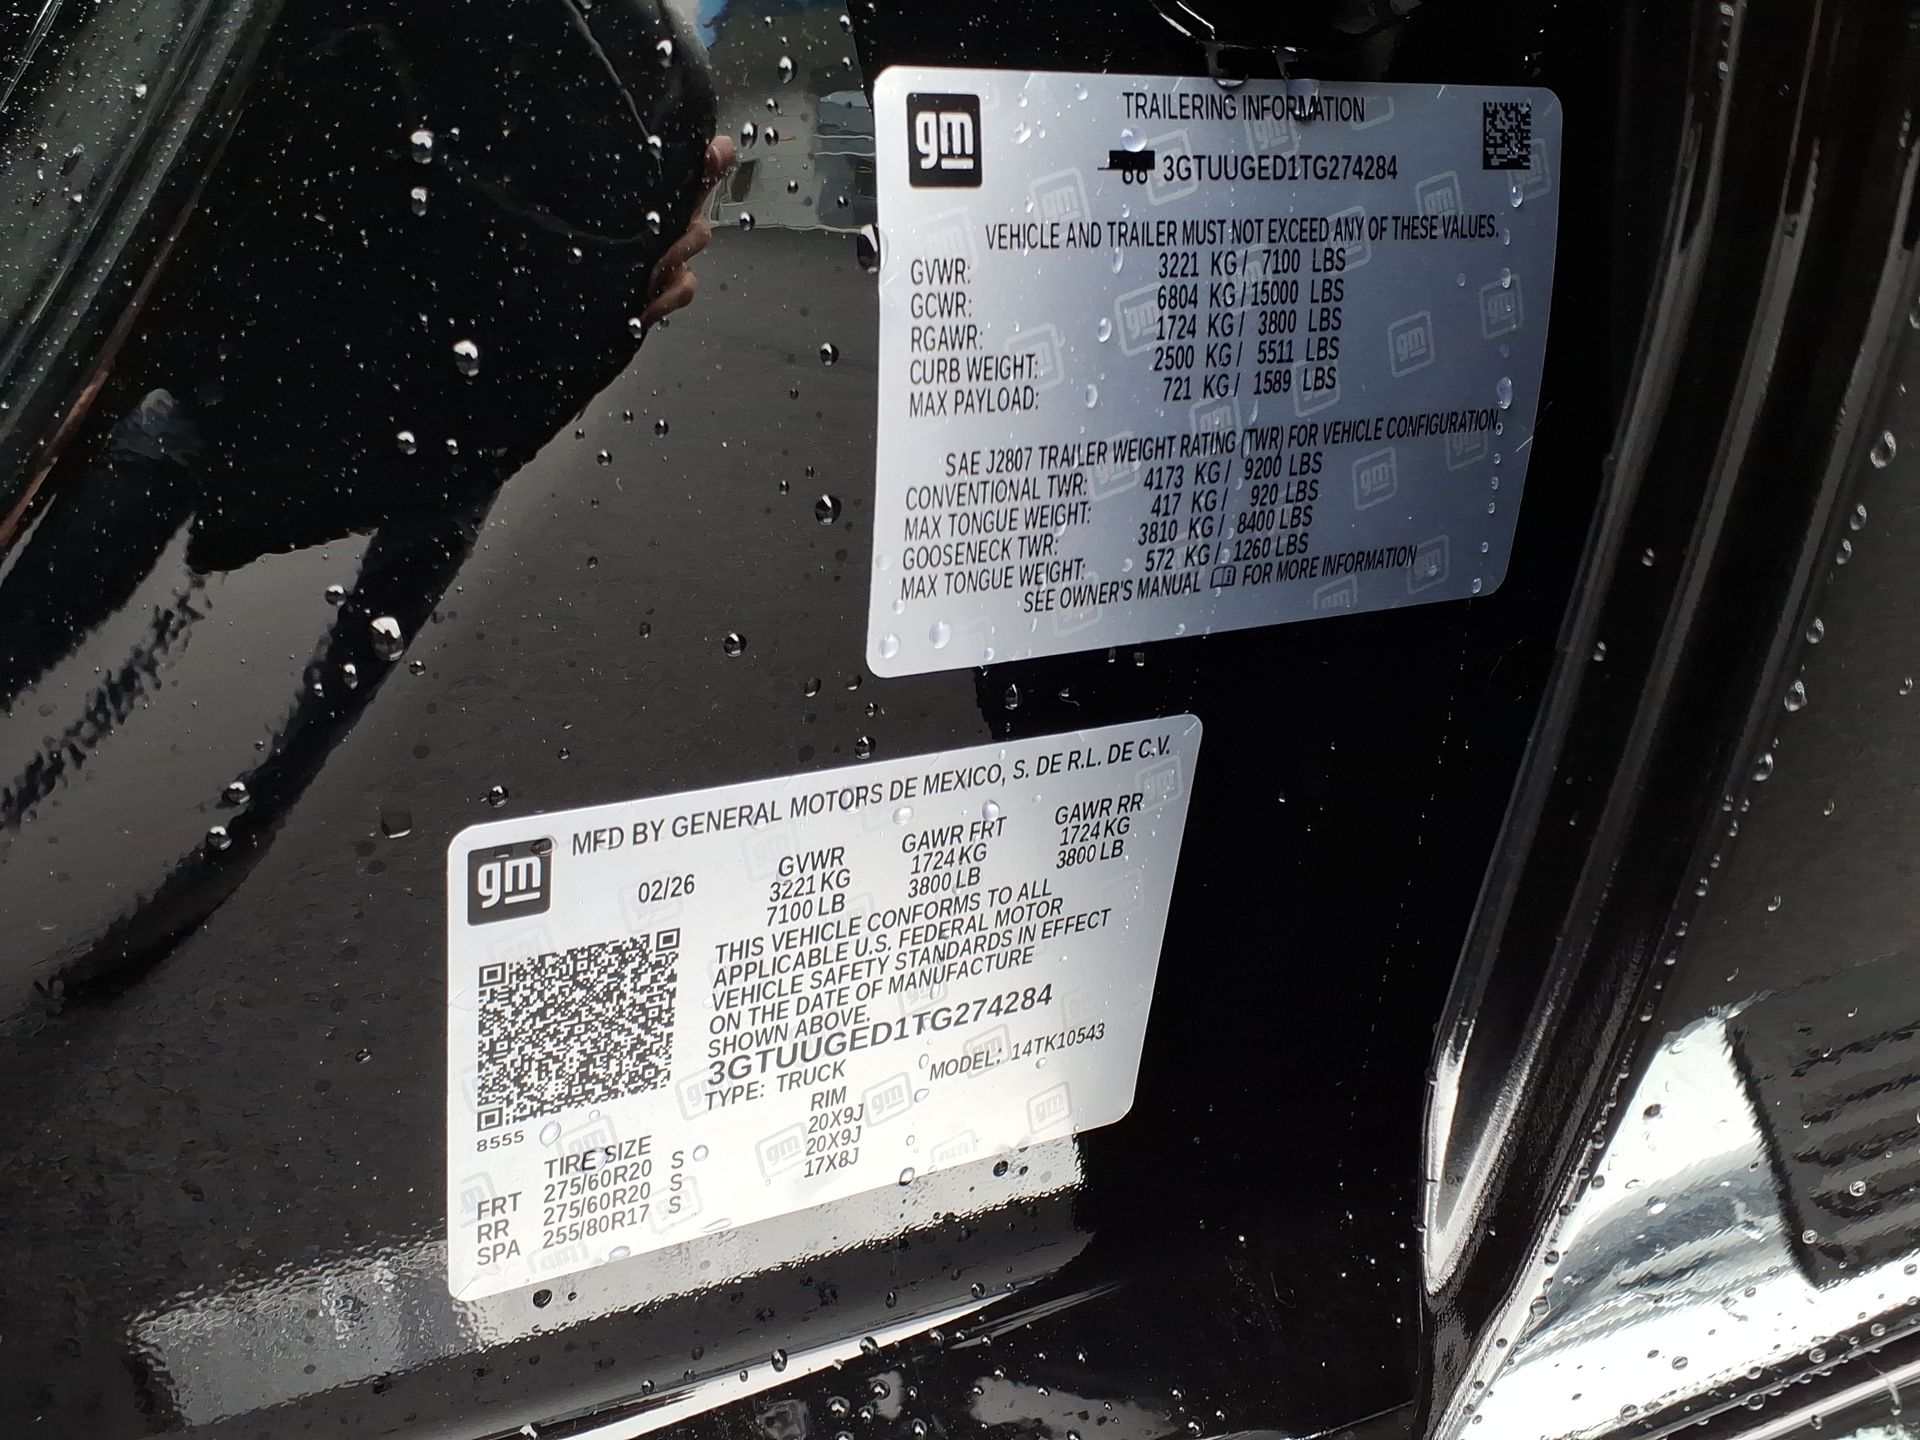 gm
TRAILERING INFORMATION
3GTUUGED1TG274284
VEHICLE AND TRAILER MUST NOT EXCEED ANY OF THESE VALUES.
GVWR: 3221 KG / 7100 LBS
GCWR: 6804 KG / 15000 LBS
RGAWR: 1724 KG / 3800 LBS
CURB WEIGHT: 2500 KG / 5511 LBS
MAX PAYLOAD: 721 KG / 1589 LBS
SAE J2807 TRAILER WEIGHT RATING (TWR) FOR VEHICLE CONFIGURATION.
CONVENTIONAL TWR: 4173 KG / 9200 LBS
MAX TONGUE WEIGHT: 417 KG / 920 LBS
GOOSENECK TWR: 3810 KG / 8400 LBS
MAX TONGUE WEIGHT: 572 KG / 1260 LBS
SEE OWNER'S MANUAL FOR MORE INFORMATION
gm
MFD BY GENERAL MOTORS DE MEXICO, S. DE R.L. DE C.V.
02/26
GVWR GAWR FRT GAWR RR
3221 KG 1724 KG 1724 KG
7100 LB 3800 LB 3800 LB
THIS VEHICLE CONFORMS TO ALL
APPLICABLE U.S. FEDERAL MOTOR
VEHICLE SAFETY STANDARDS IN EFFECT
ON THE DATE OF MANUFACTURE
SHOWN ABOVE.
3GTUUGED1TG274284
TYPE: TRUCK MODEL: 14TK10543
8555
TIRE SIZE RIM
FRT 275/60R20 S 20X9J
RR 275/60R20 S 20X9J
SPA 255/80R17 S 17X8J